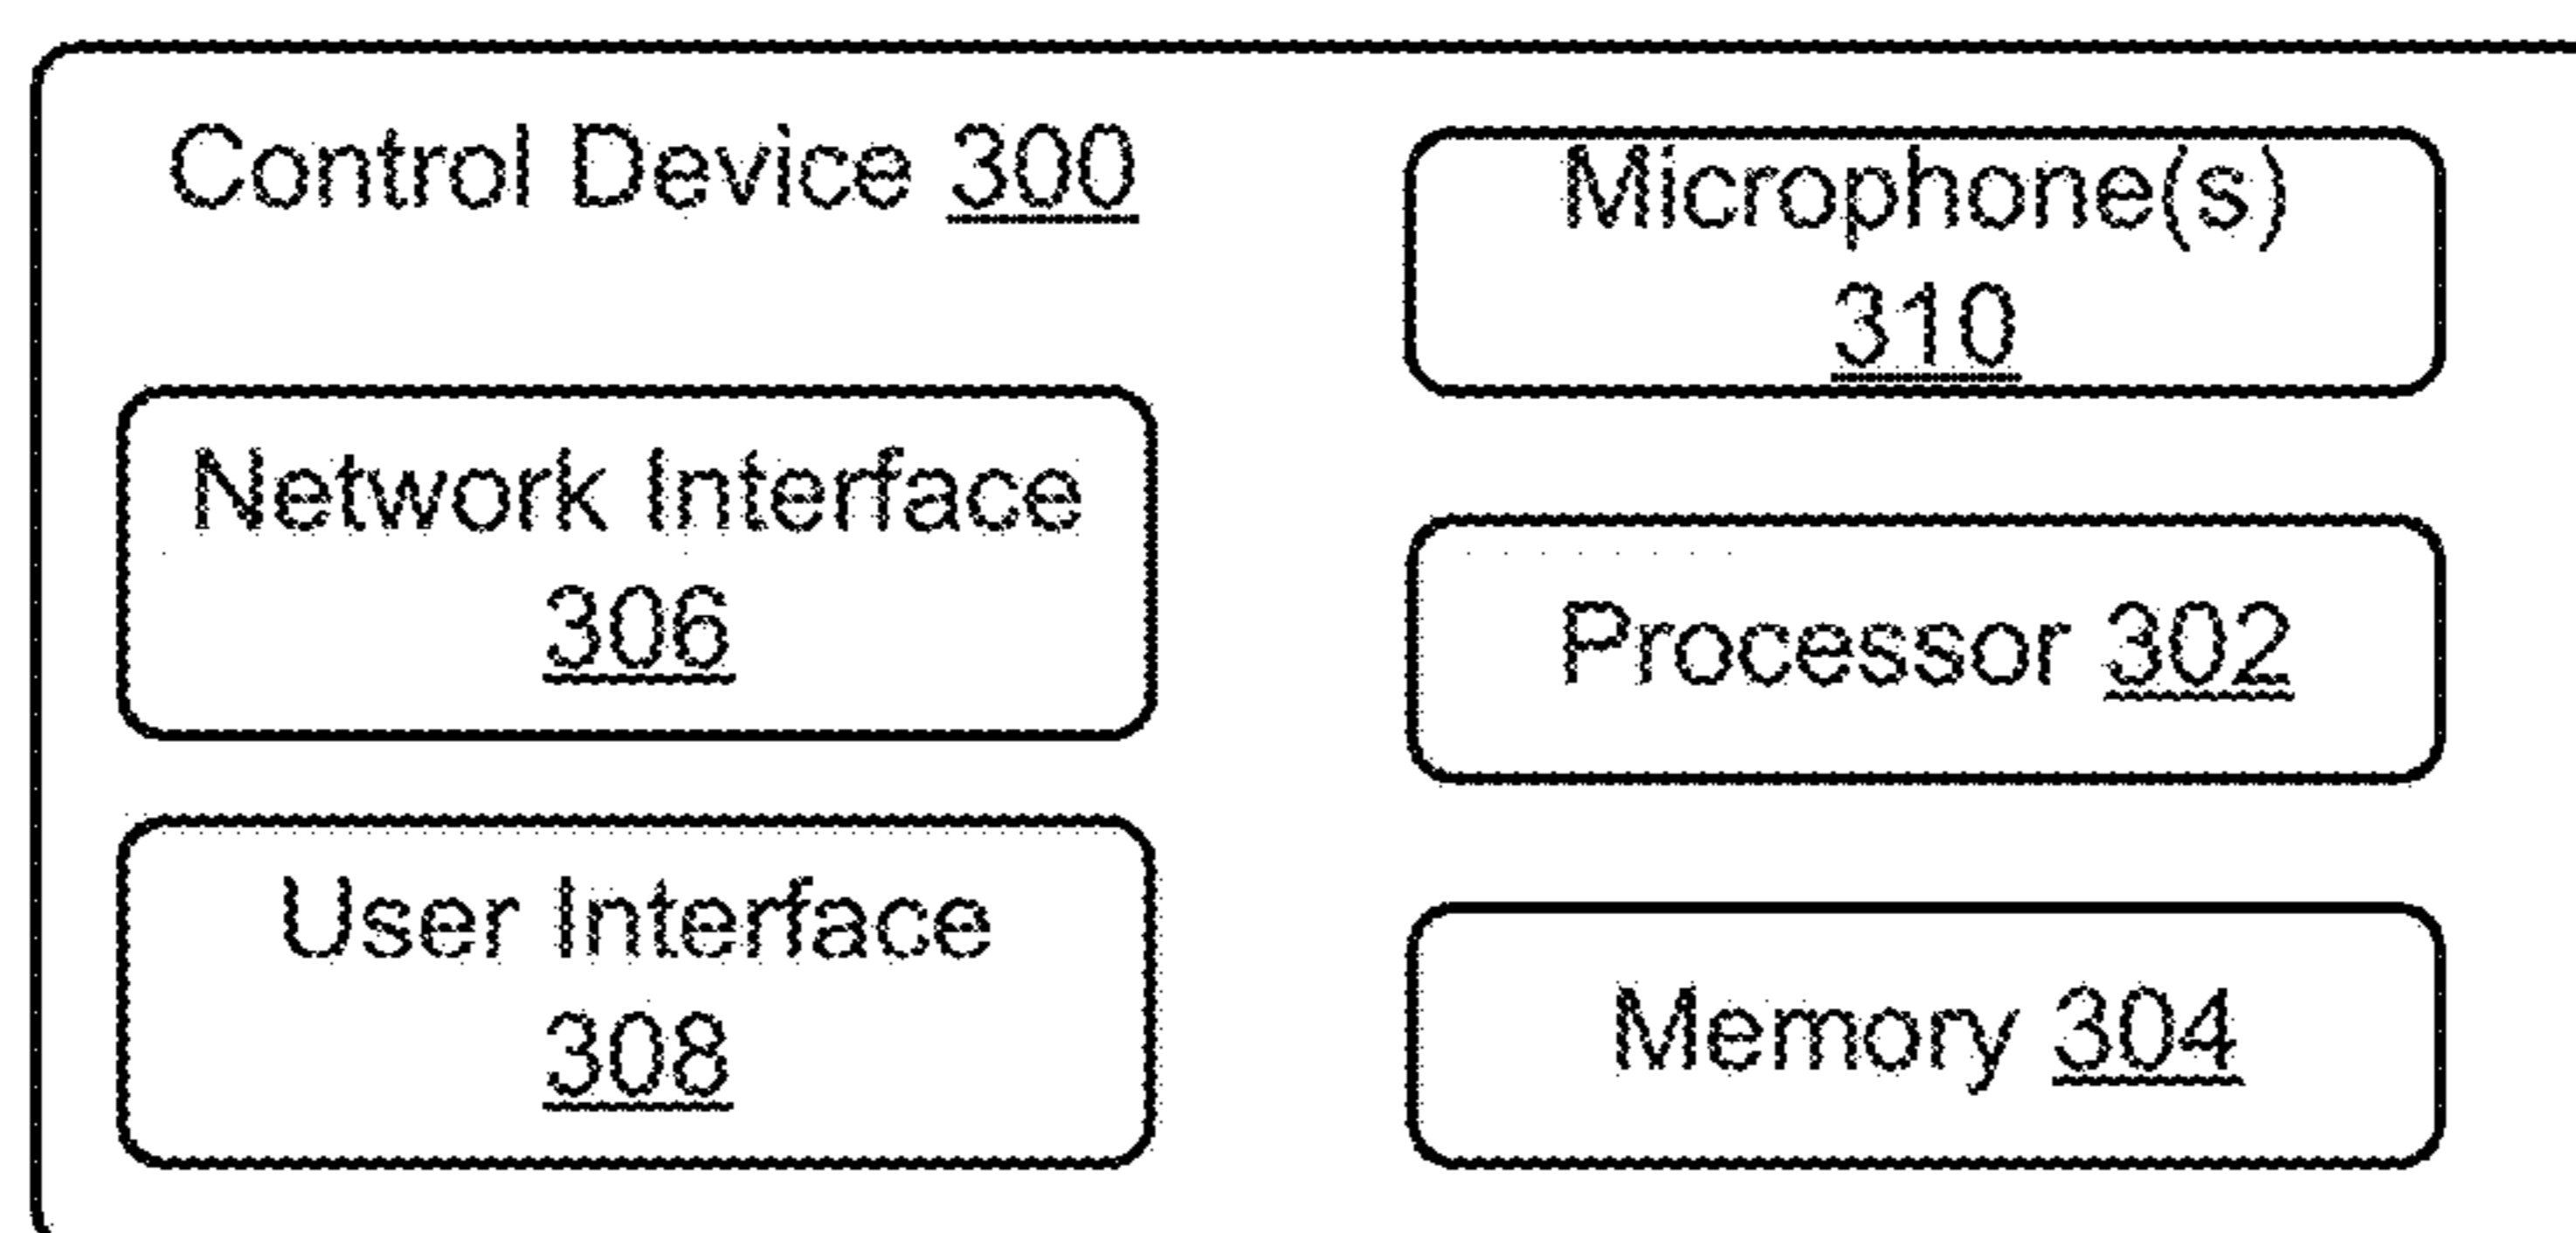 Control Device 300
Microphone(s)
310
Network Interface
306
Processor 302
User Interface
308
Memory 304